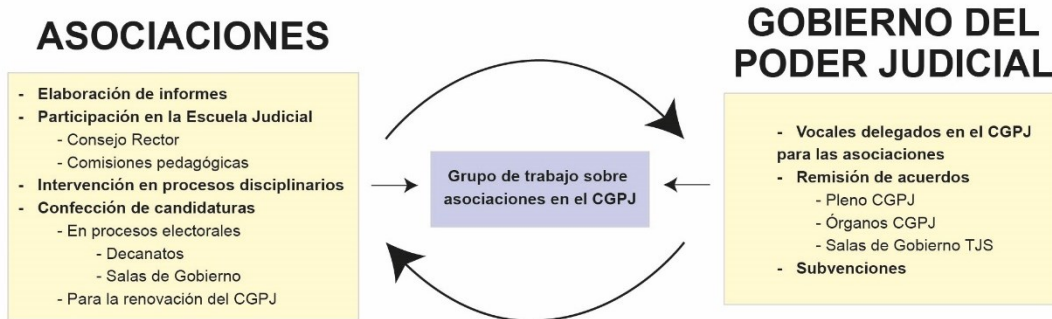 ASOCIACIONES
- Elaboración de informes
- Participación en la Escuela Judicial
- Consejo Rector
- Comisiones pedagógicas
- Intervención en procesos disciplinarios
- Confección de candidaturas
- En procesos electorales
- Decanatos
- Salas de Gobierno
- Para la renovación del CGPJ
Grupo de trabajo sobre
asociaciones en el CGPJ
GOBIERNO DEL
PODER JUDICIAL
- Vocales delegados en el CGPJ
para las asociaciones
- Remisión de acuerdos
- Pleno CGPJ
- Órganos CGPJ
- Salas de Gobierno TJS
- Subvenciones